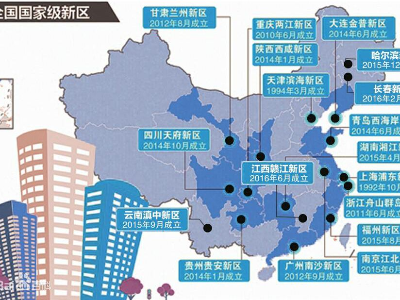 全国国家级新区
甘肃兰州新区
2012年8月成立
重庆两江新区
2010年6月成立
大连金普新区
2014年6月成立
陕西西咸新区
2014年1月成立
哈尔滨新
2015年12
天津滨海新区
1994年3月成立
长春新
2016年2月
青岛西海岸
2014年6月成
四川天府新区
2014年10月成立
湖南湘江
2015年4月
江西赣江新区
2016年6月成立
上海浦东
1992年10月
浙江舟山群岛
2011年6月成
云南滇中新区
2015年9月成立
福州新区
2015年8月
贵州贵安新区
2014年1月成立
广州南沙新区
2012年9月成立
南京江北
2015年6月成